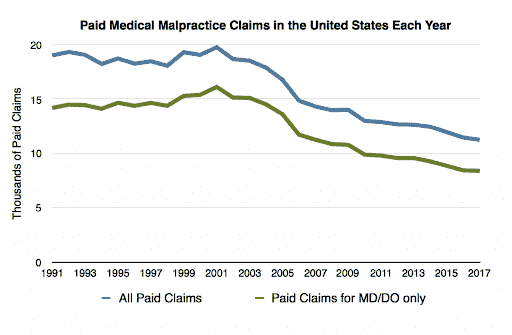 Paid Medical Malpractice Claims in the United States Each Year
20
15
10
5
0
Thousands of Paid Claims
1991 1993 1995 1997 1999 2001 2003 2005 2007 2009 2011 2013 2015 2017
All Paid Claims Paid Claims for MD/DO only